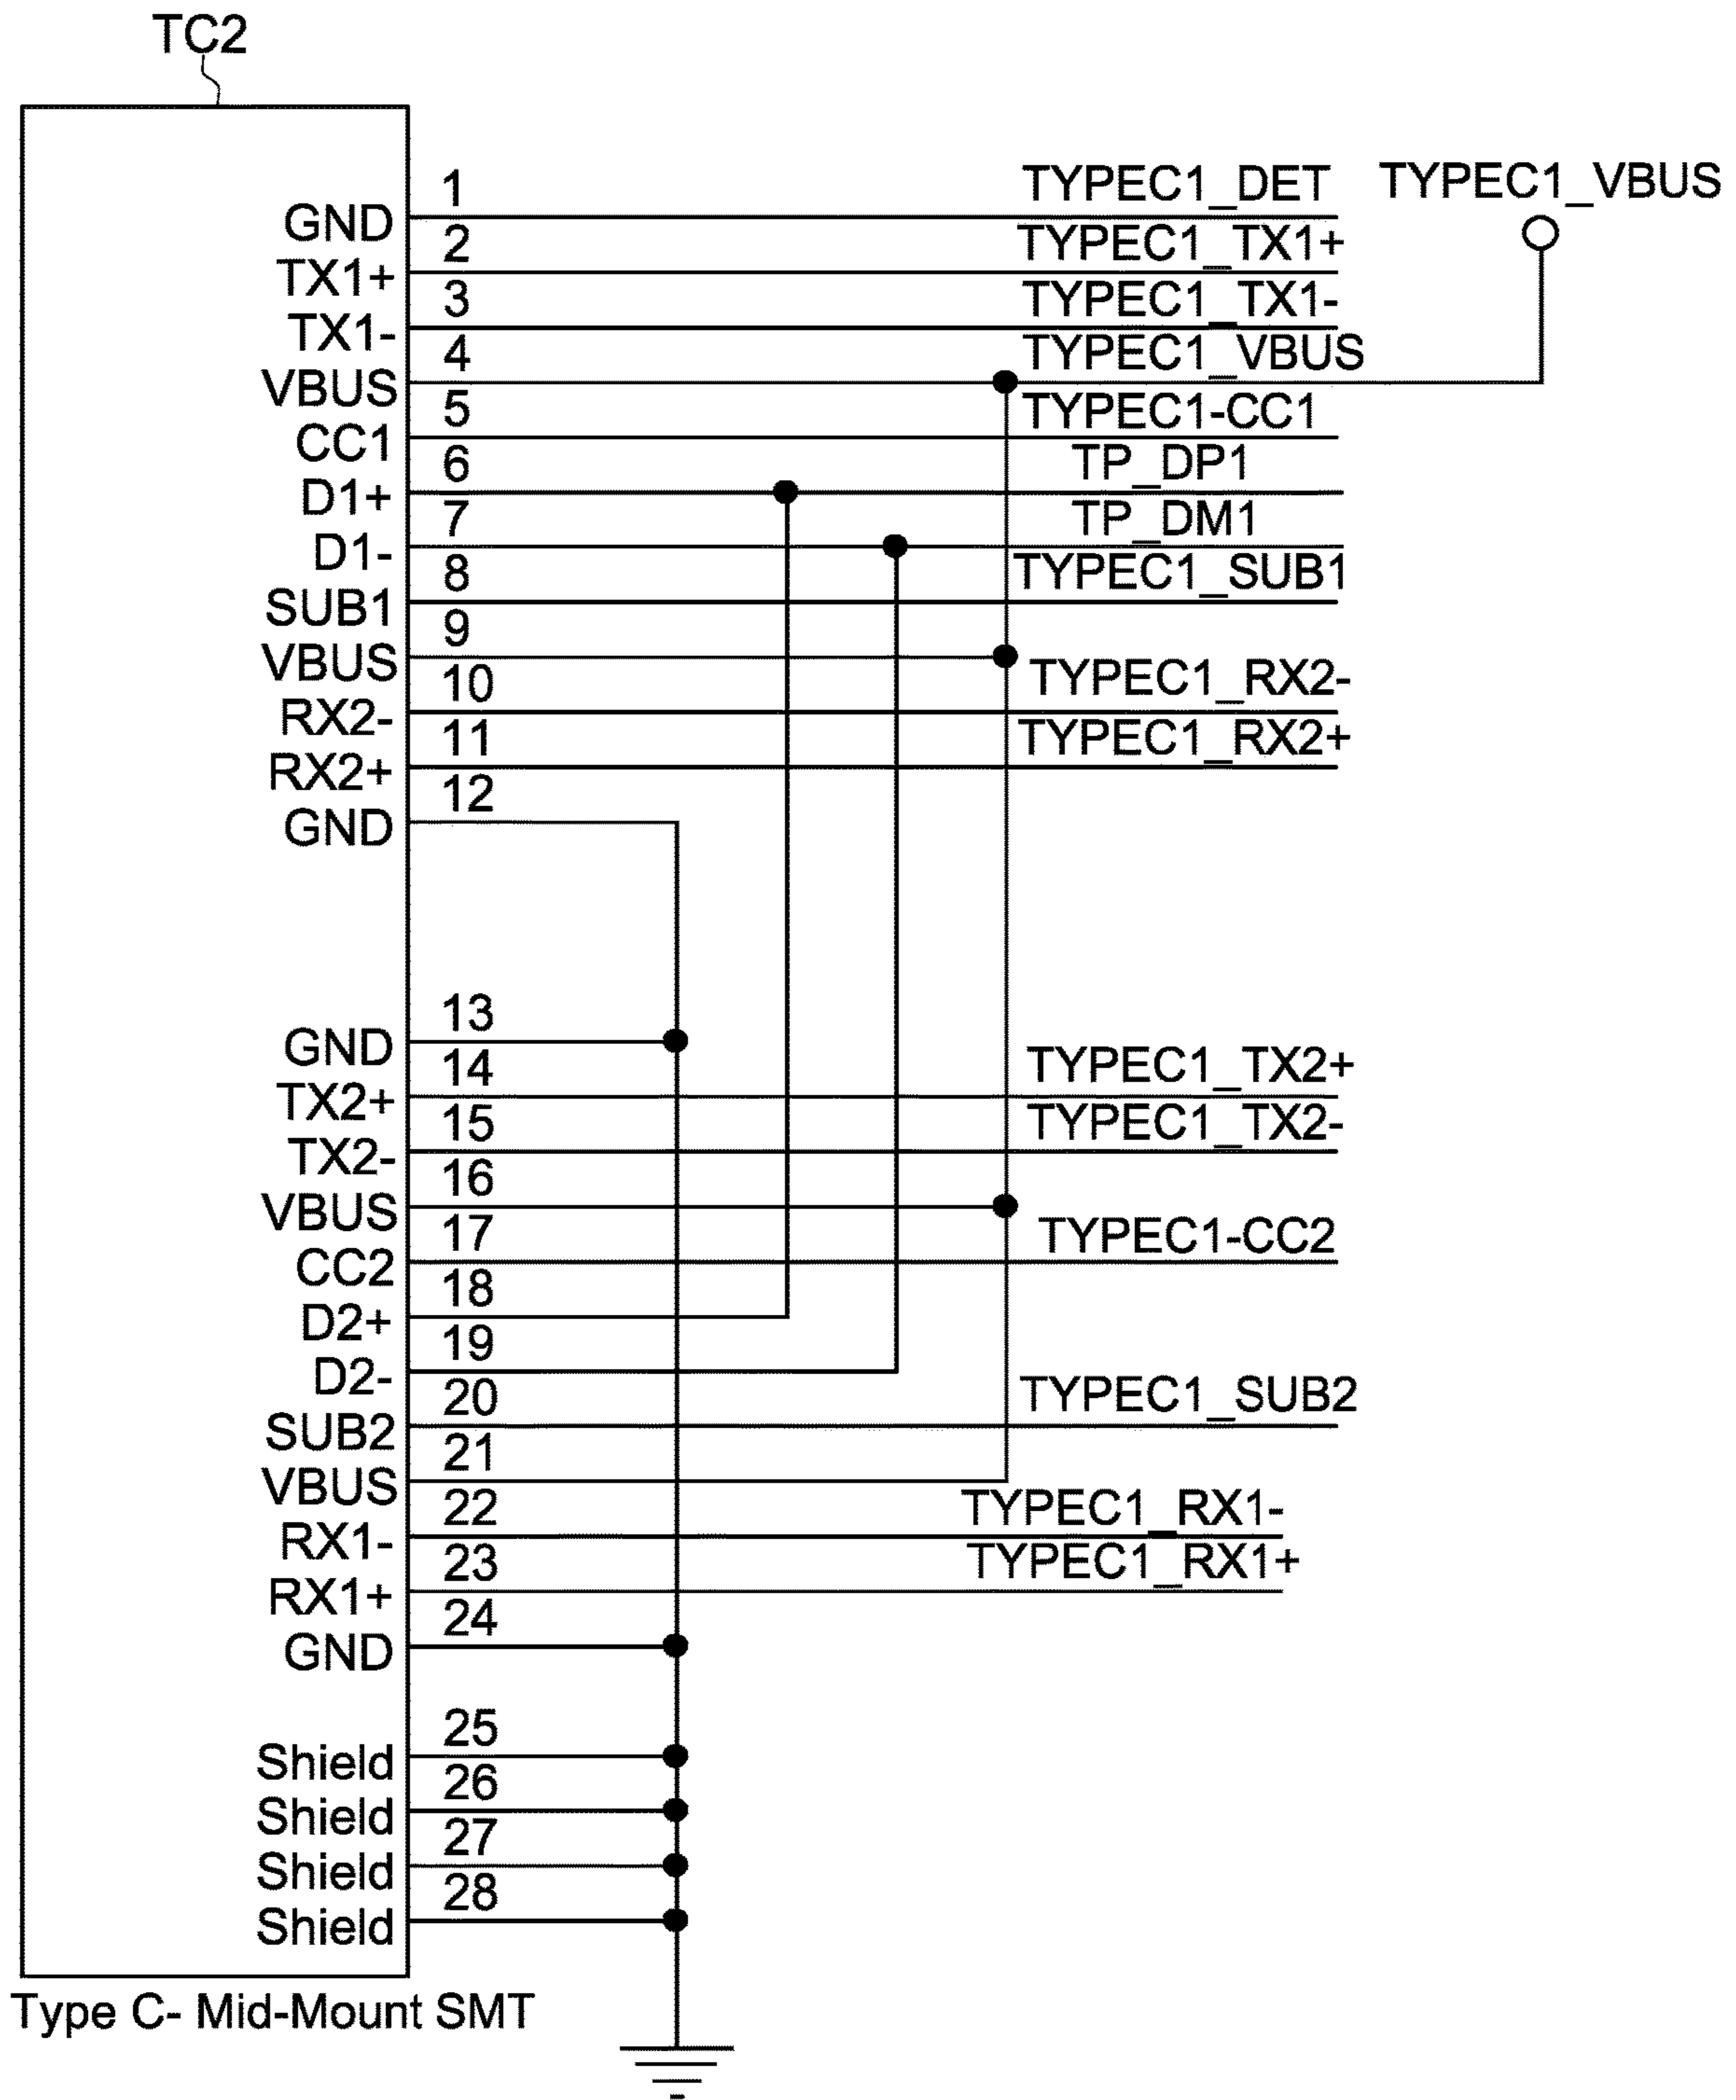 TC2
1 TYPEC1_DET TYPEC1_VBUS
GND
2 TYPEC1_TX1+
TX1+
3 TYPEC1_TX1-
TX1-
4 TYPEC1_VBUS
VBUS
5 TYPEC1-CC1
CC1
6 TP_DP1
D1+
7 TP_DM1
D1-
8 TYPEC1_SUB1
SUB1
9
VBUS
10 TYPEC1_RX2-
RX2-
11 TYPEC1_RX2+
RX2+
12
GND
13
GND
14 TYPEC1_TX2+
TX2+
15 TYPEC1_TX2-
TX2-
16
VBUS
17 TYPEC1-CC2
CC2
18
D2+
19
D2-
20 TYPEC1_SUB2
SUB2
21
VBUS
22 TYPEC1_RX1-
RX1-
23 TYPEC1_RX1+
RX1+
24
GND
25
Shield
26
Shield
27
Shield
28
Shield
Type C- Mid-Mount SMT